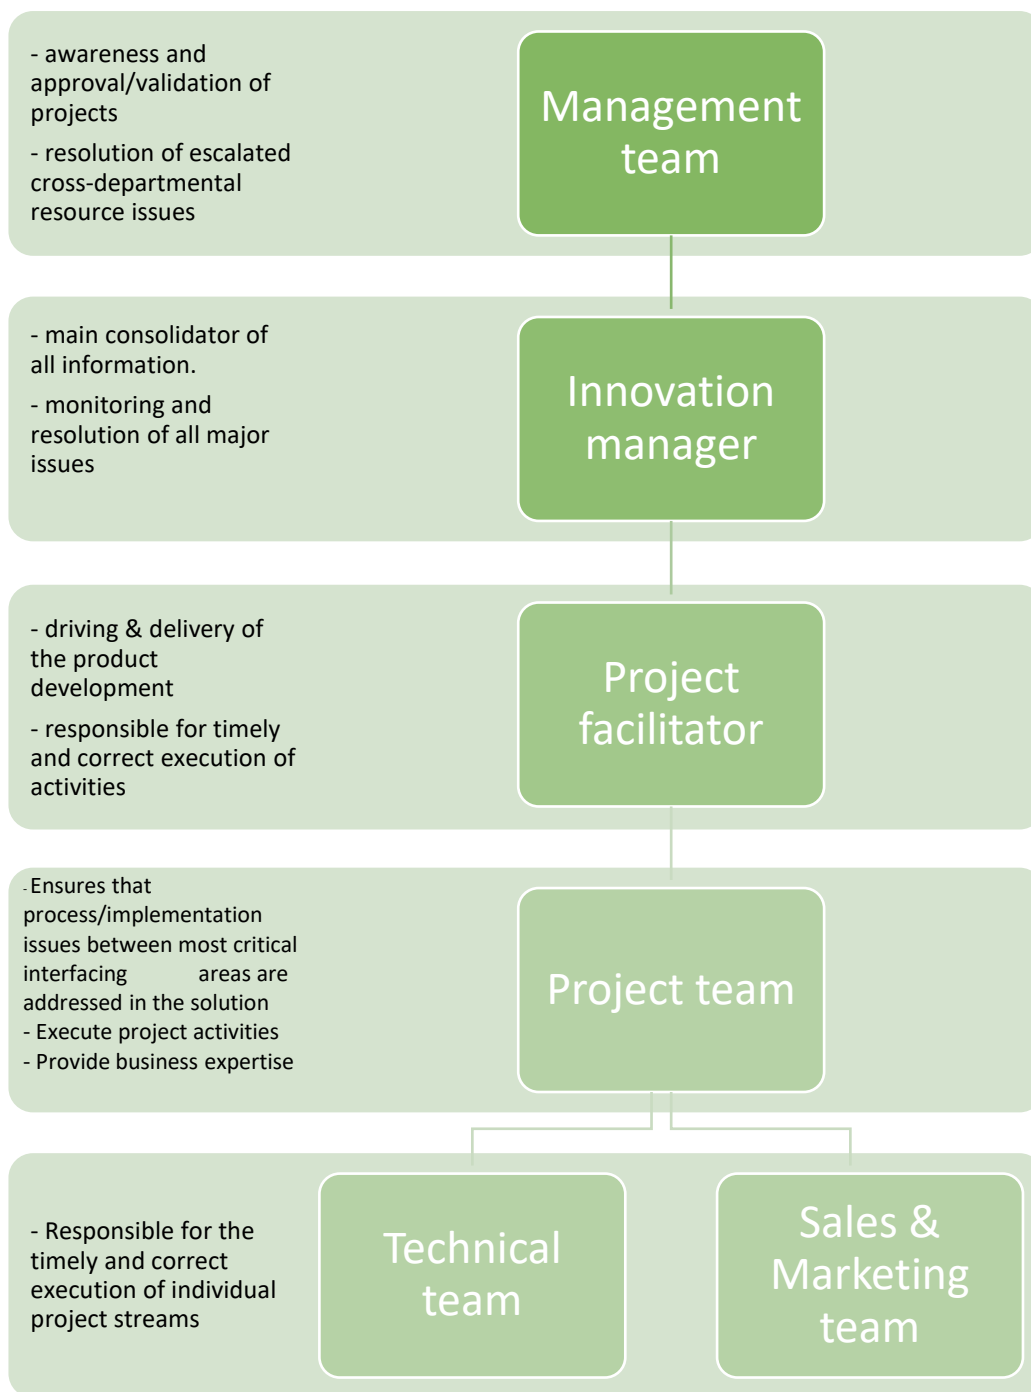 - awareness and
approval/validation of
projects
- resolution of escalated
cross-departmental
resource issues
Management
team
- main consolidator of
all information.
- monitoring and
resolution of all major
issues
Innovation
manager
- driving & delivery of
the product
development
- responsible for timely
and correct execution of
activities
Project
facilitator
- Ensures that
process/implementation
issues between most critical
interfacing areas are
addressed in the solution
- Execute project activities
- Provide business expertise
Project team
- Responsible for the
timely and correct
execution of individual
project streams
Technical
team
Sales &
Marketing
team